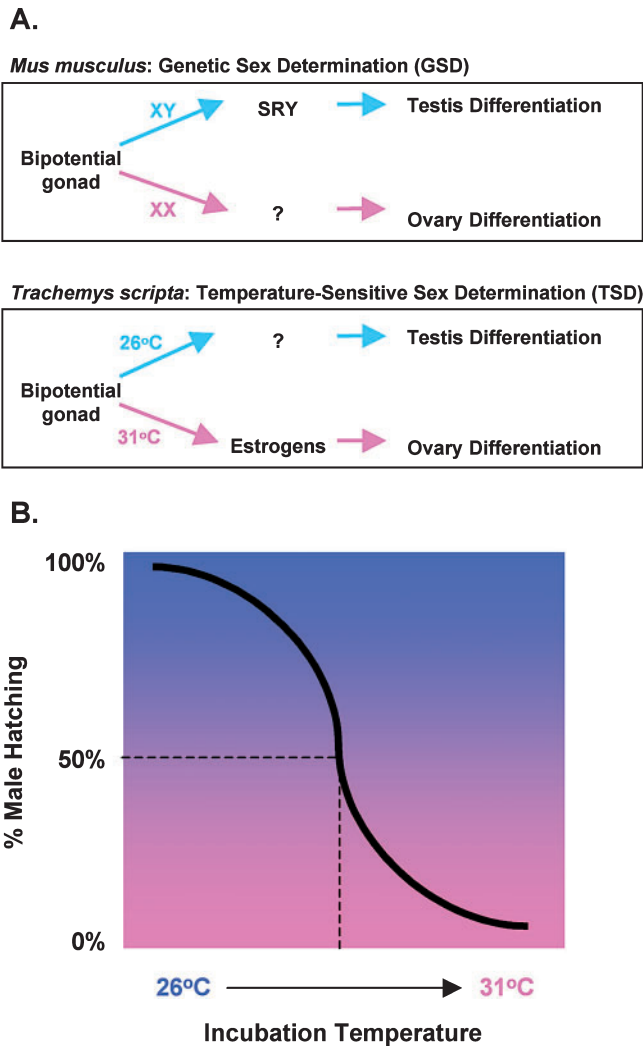 A.
Mus musculus: Genetic Sex Determination (GSD)
XY
SRY
Testis Differentiation
Bipotential
gonad
XX
?
Ovary Differentiation
Trachemys scripta: Temperature-Sensitive Sex Determination (TSD)
26°C
?
Testis Differentiation
Bipotential
gonad
31°C
Estrogens
Ovary Differentiation
B.
100%
50%
0%
% Male Hatching
26°C
31°C
Incubation Temperature